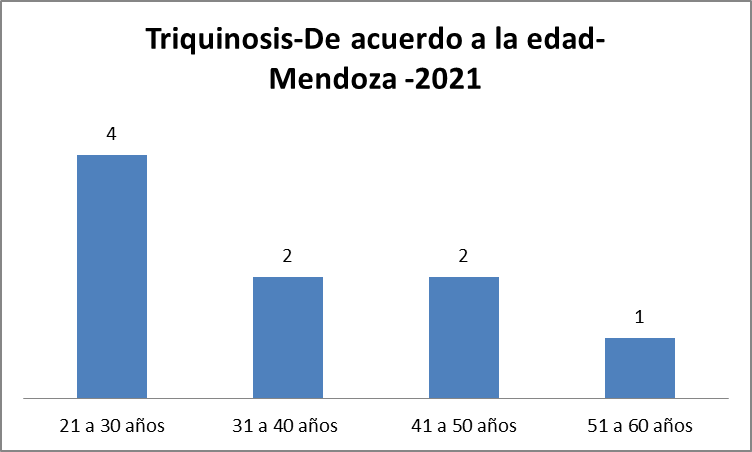 Triquinosis-De acuerdo a la edad-
Mendoza -2021
4
2
2
1
21 a 30 años
31 a 40 años
41 a 50 años
51 a 60 años